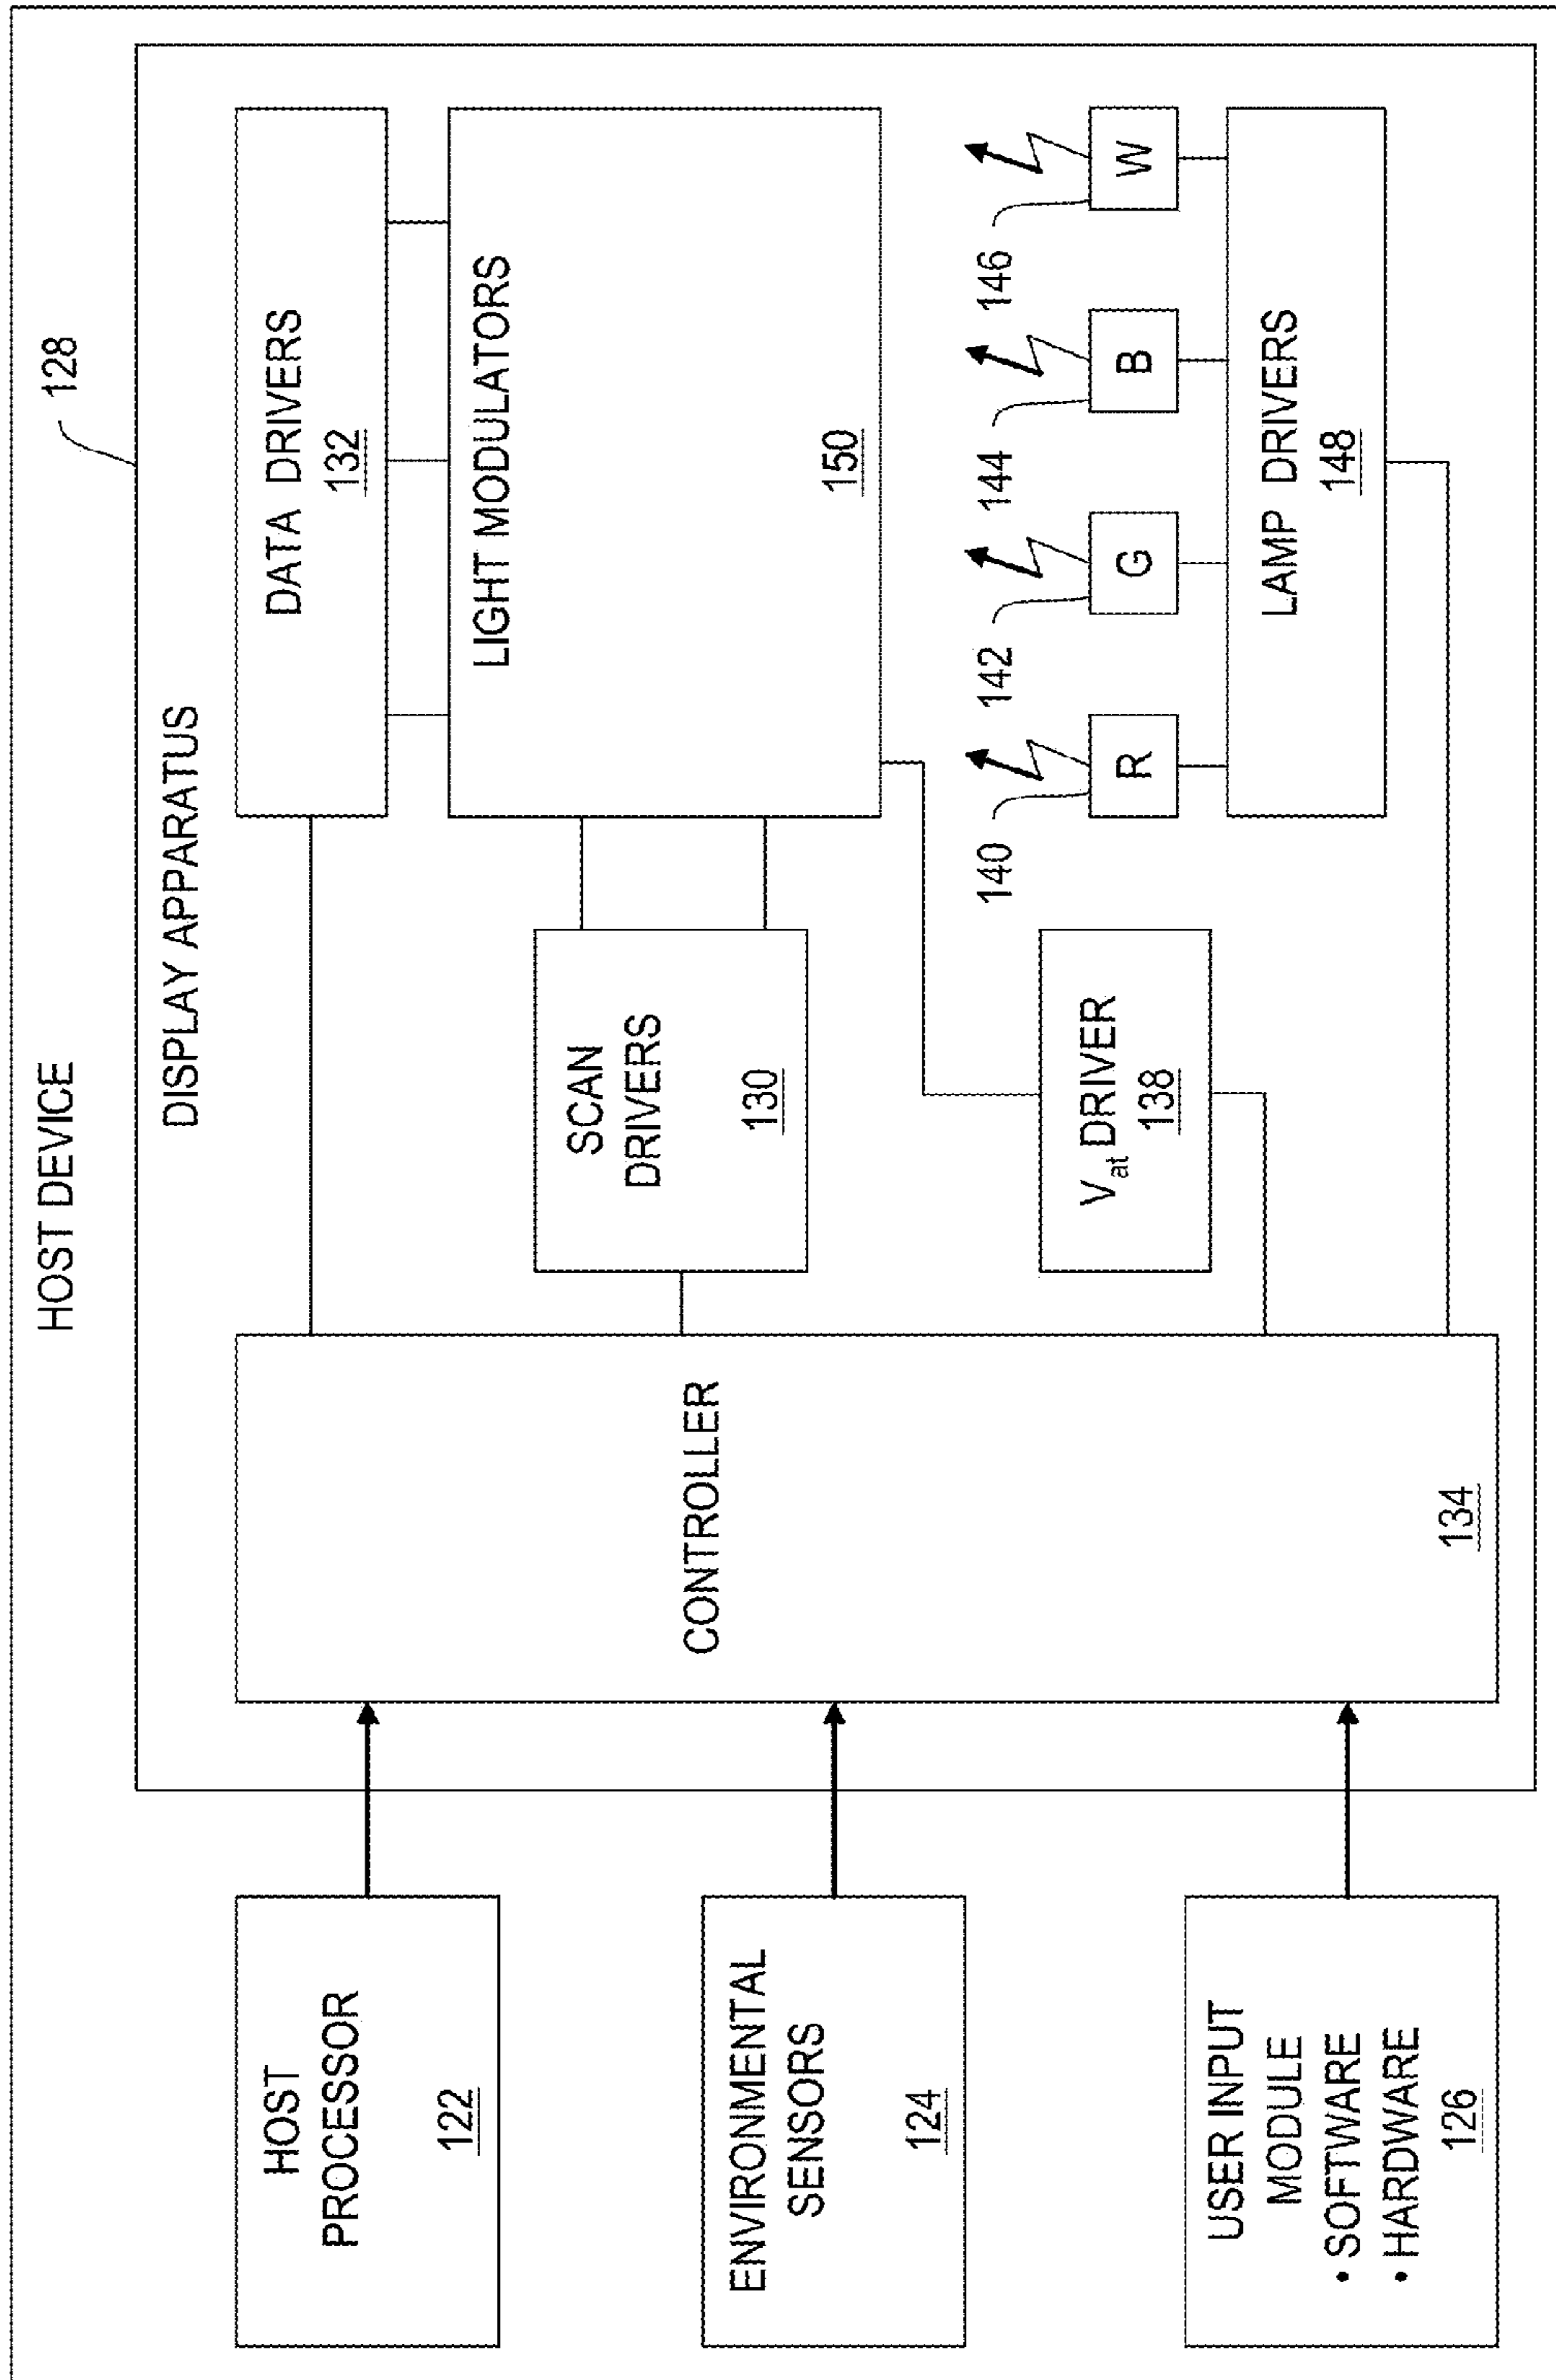 HOST DEVICE
128
DISPLAY APPARATUS
HOST
PROCESSOR
122
ENVIRONMENTAL
SENSORS
124
USER INPUT
MODULE
• SOFTWARE
• HARDWARE
126
CONTROLLER
134
DATA DRIVERS
132
SCAN
DRIVERS
130
LIGHT MODULATORS
150
Vat DRIVER
138
140
142
144
146
R
G
B
W
LAMP DRIVERS
148